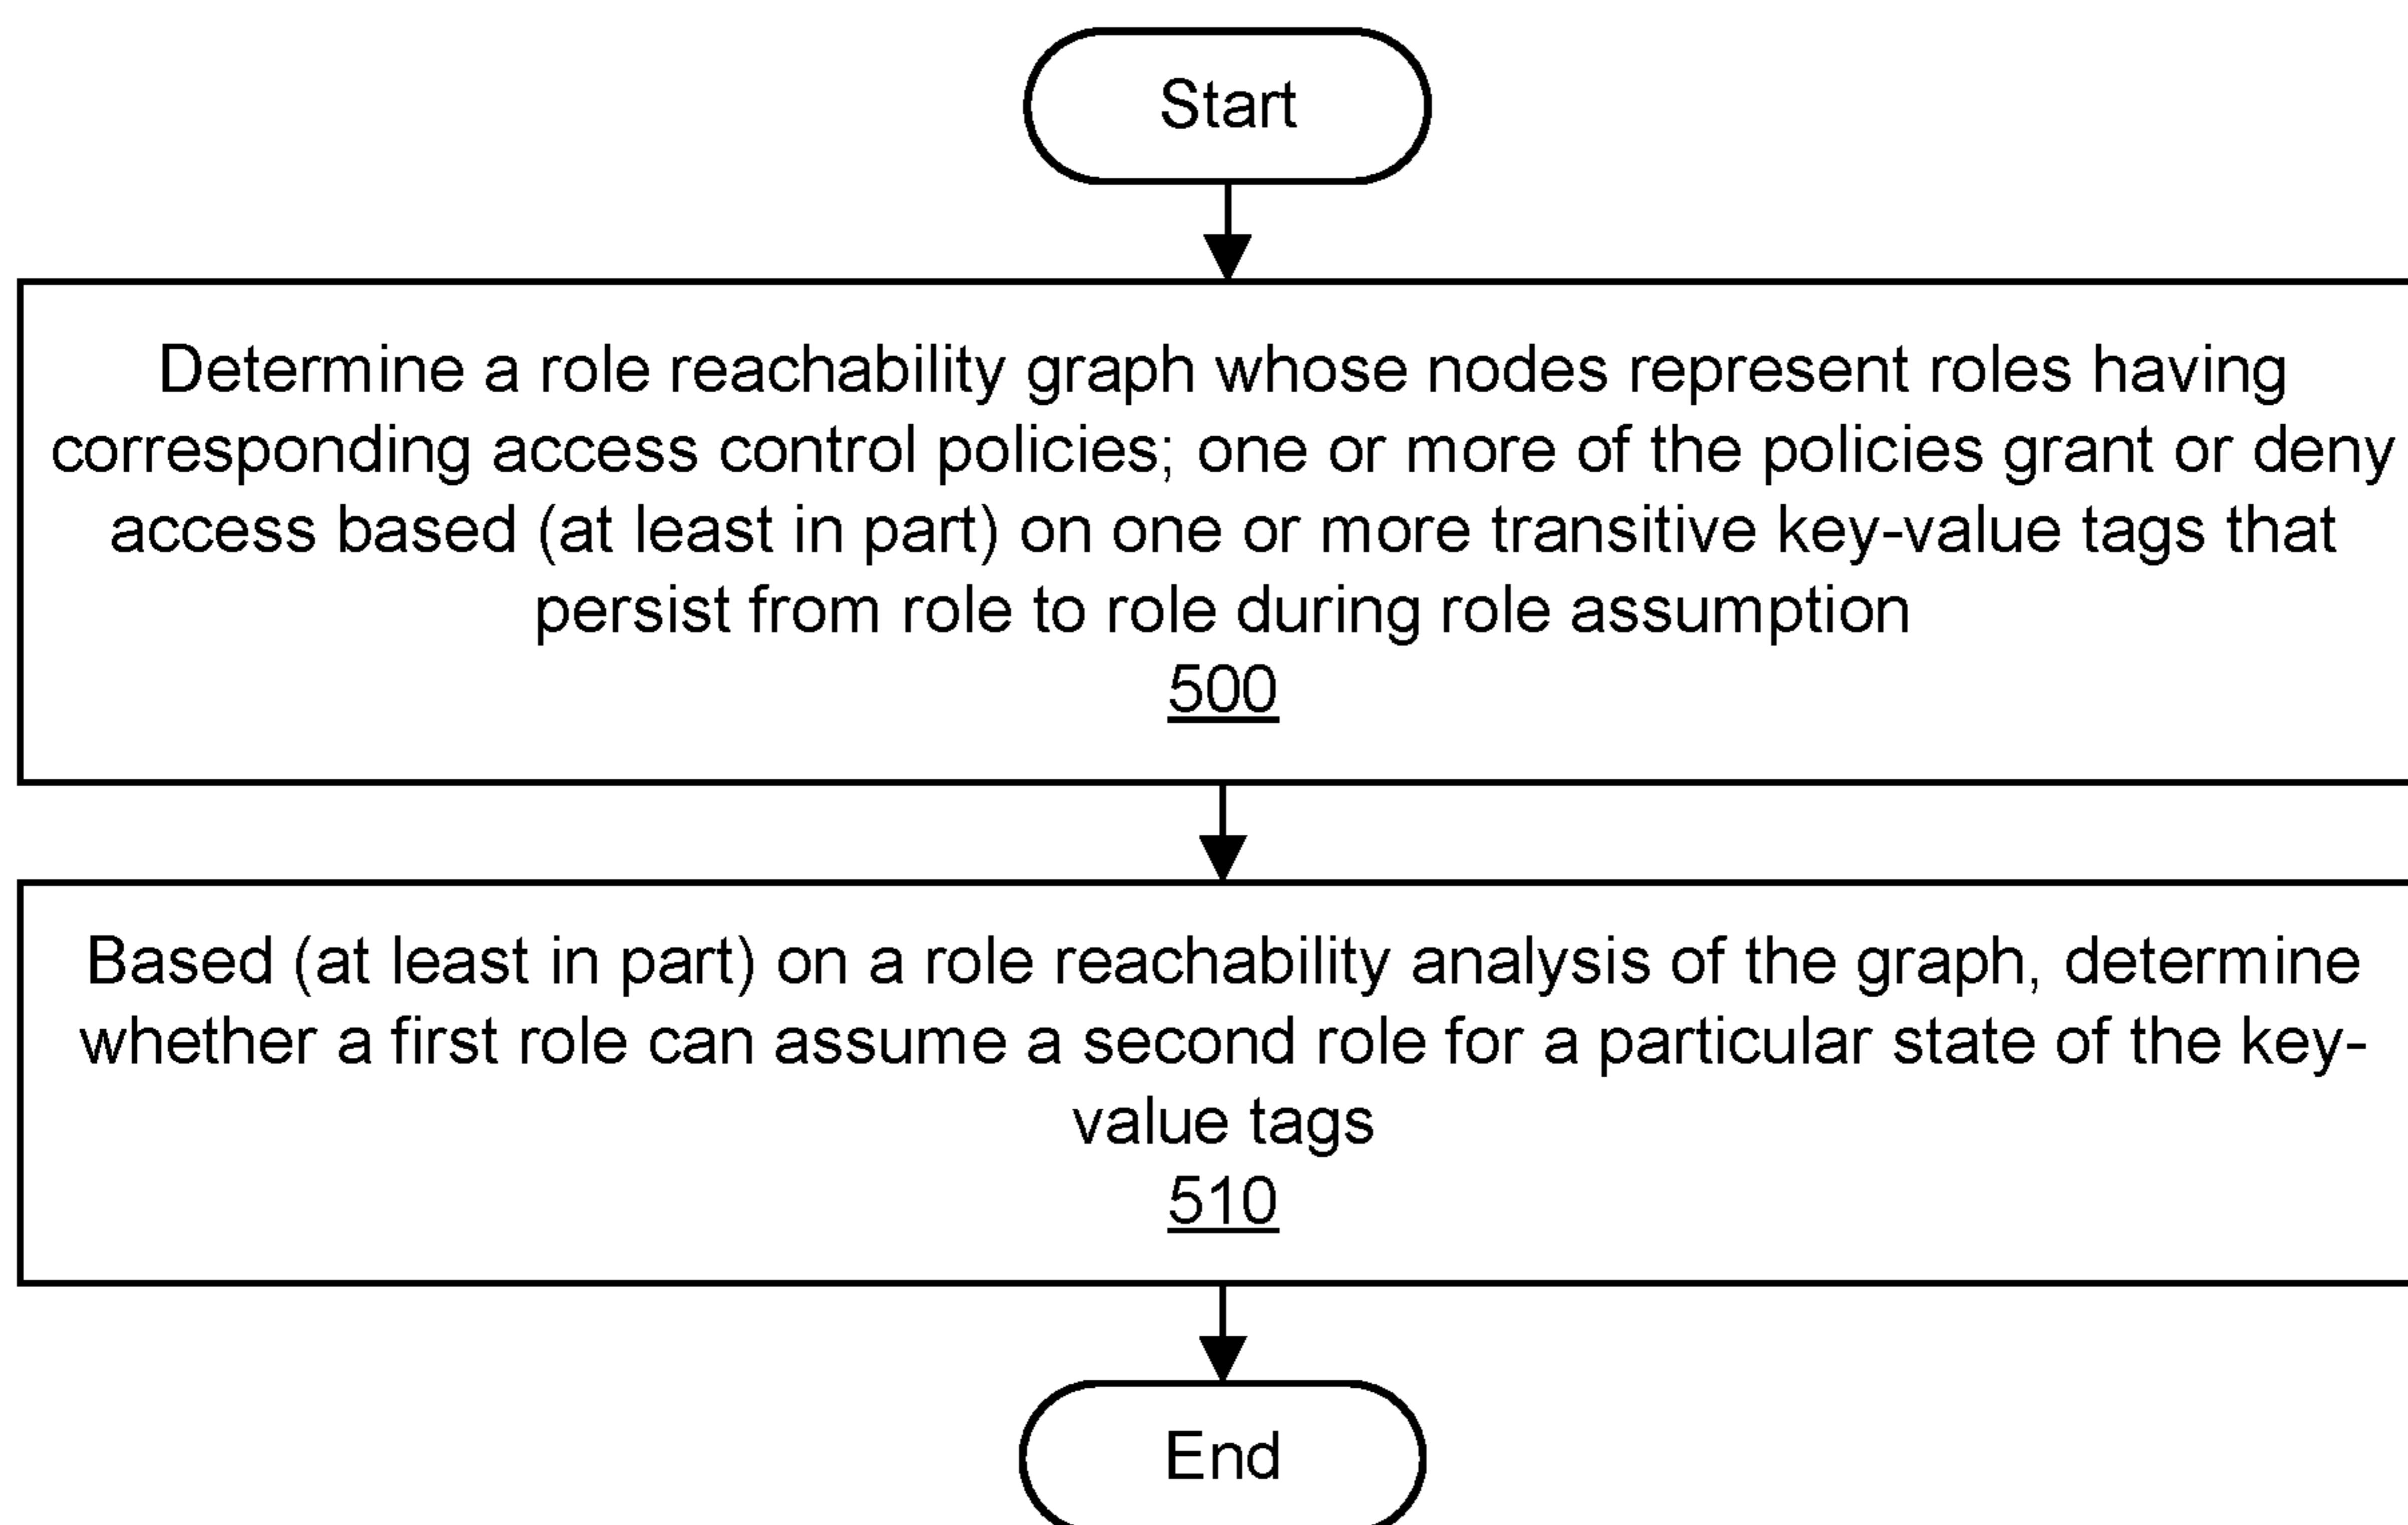 Start
Determine a role reachability graph whose nodes represent roles having
corresponding access control policies; one or more of the policies grant or deny
access based (at least in part) on one or more transitive key-value tags that
persist from role to role during role assumption
500
Based (at least in part) on a role reachability analysis of the graph, determine
whether a first role can assume a second role for a particular state of the key-
value tags
510
End